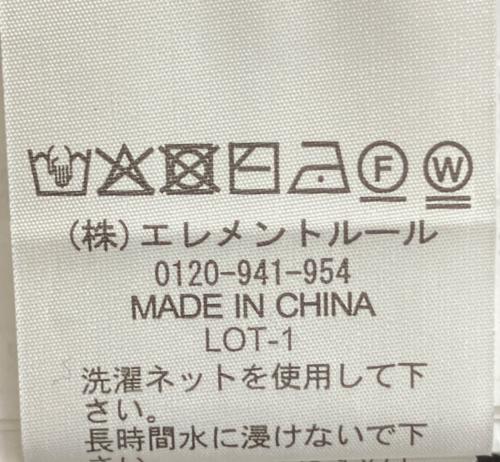 F W
(株)エレメントルール
0120-941-954
MADE IN CHINA
LOT-1
洗濯ネットを使用して下
さい。
長時間水に浸けないで下
さい。